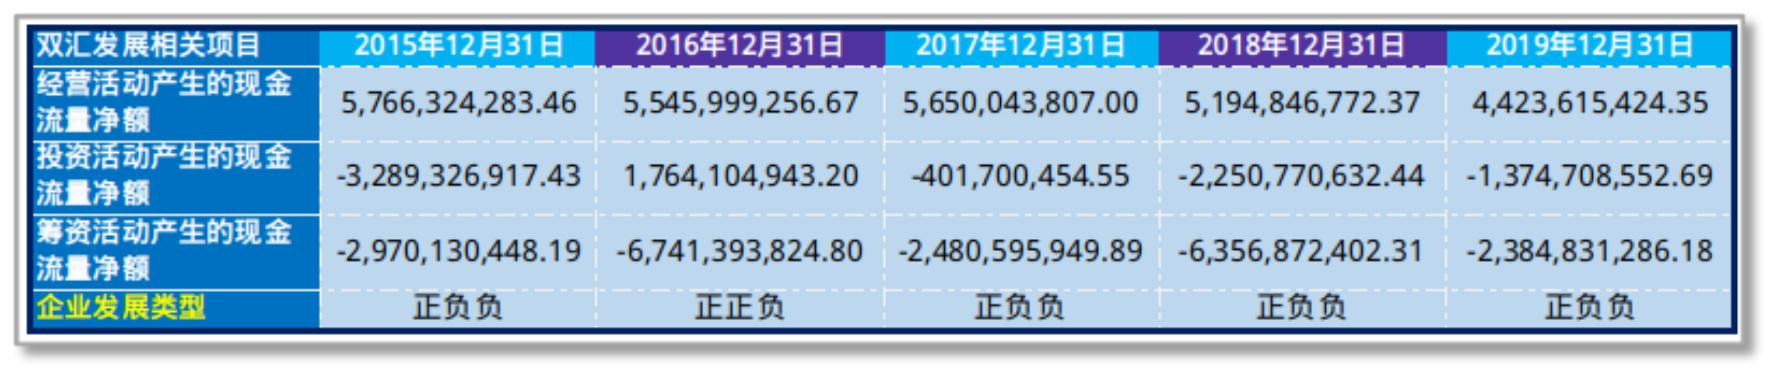 双汇发展相关项目 2015年12月31日 2016年12月31日 2017年12月31日 2018年12月31日 2019年12月31日
经营活动产生的现金
流量净额 5,766,324,283.46 5,545,999,256.67 5,650,043,807.00 5,194,846,772.37 4,423,615,424.35
投资活动产生的现金
流量净额 -3,289,326,917.43 1,764,104,943.20 -401,700,454.55 -2,250,770,632.44 -1,374,708,552.69
筹资活动产生的现金
流量净额 -2,970,130,448.19 -6,741,393,824.80 -2,480,595,949.89 -6,356,872,402.31 -2,384,831,286.18
企业发展类型 正负负 正正负 正负负 正负负 正负负